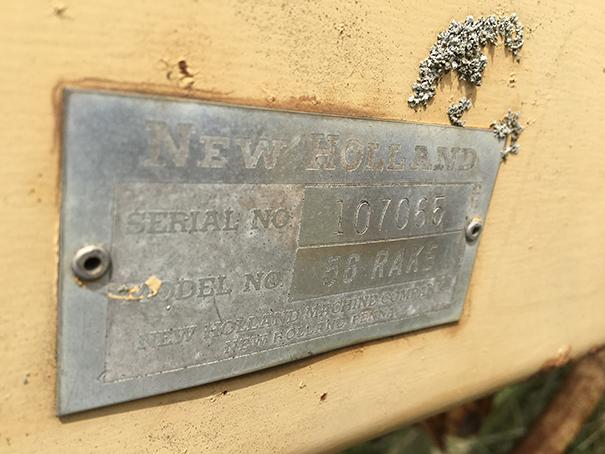 NEW HOLLAND
SERIAL NO. 107065
MODEL NO. 56 RAKE
NEW HOLLAND MACHINE COMPANY
NEW HOLLAND PENNA.